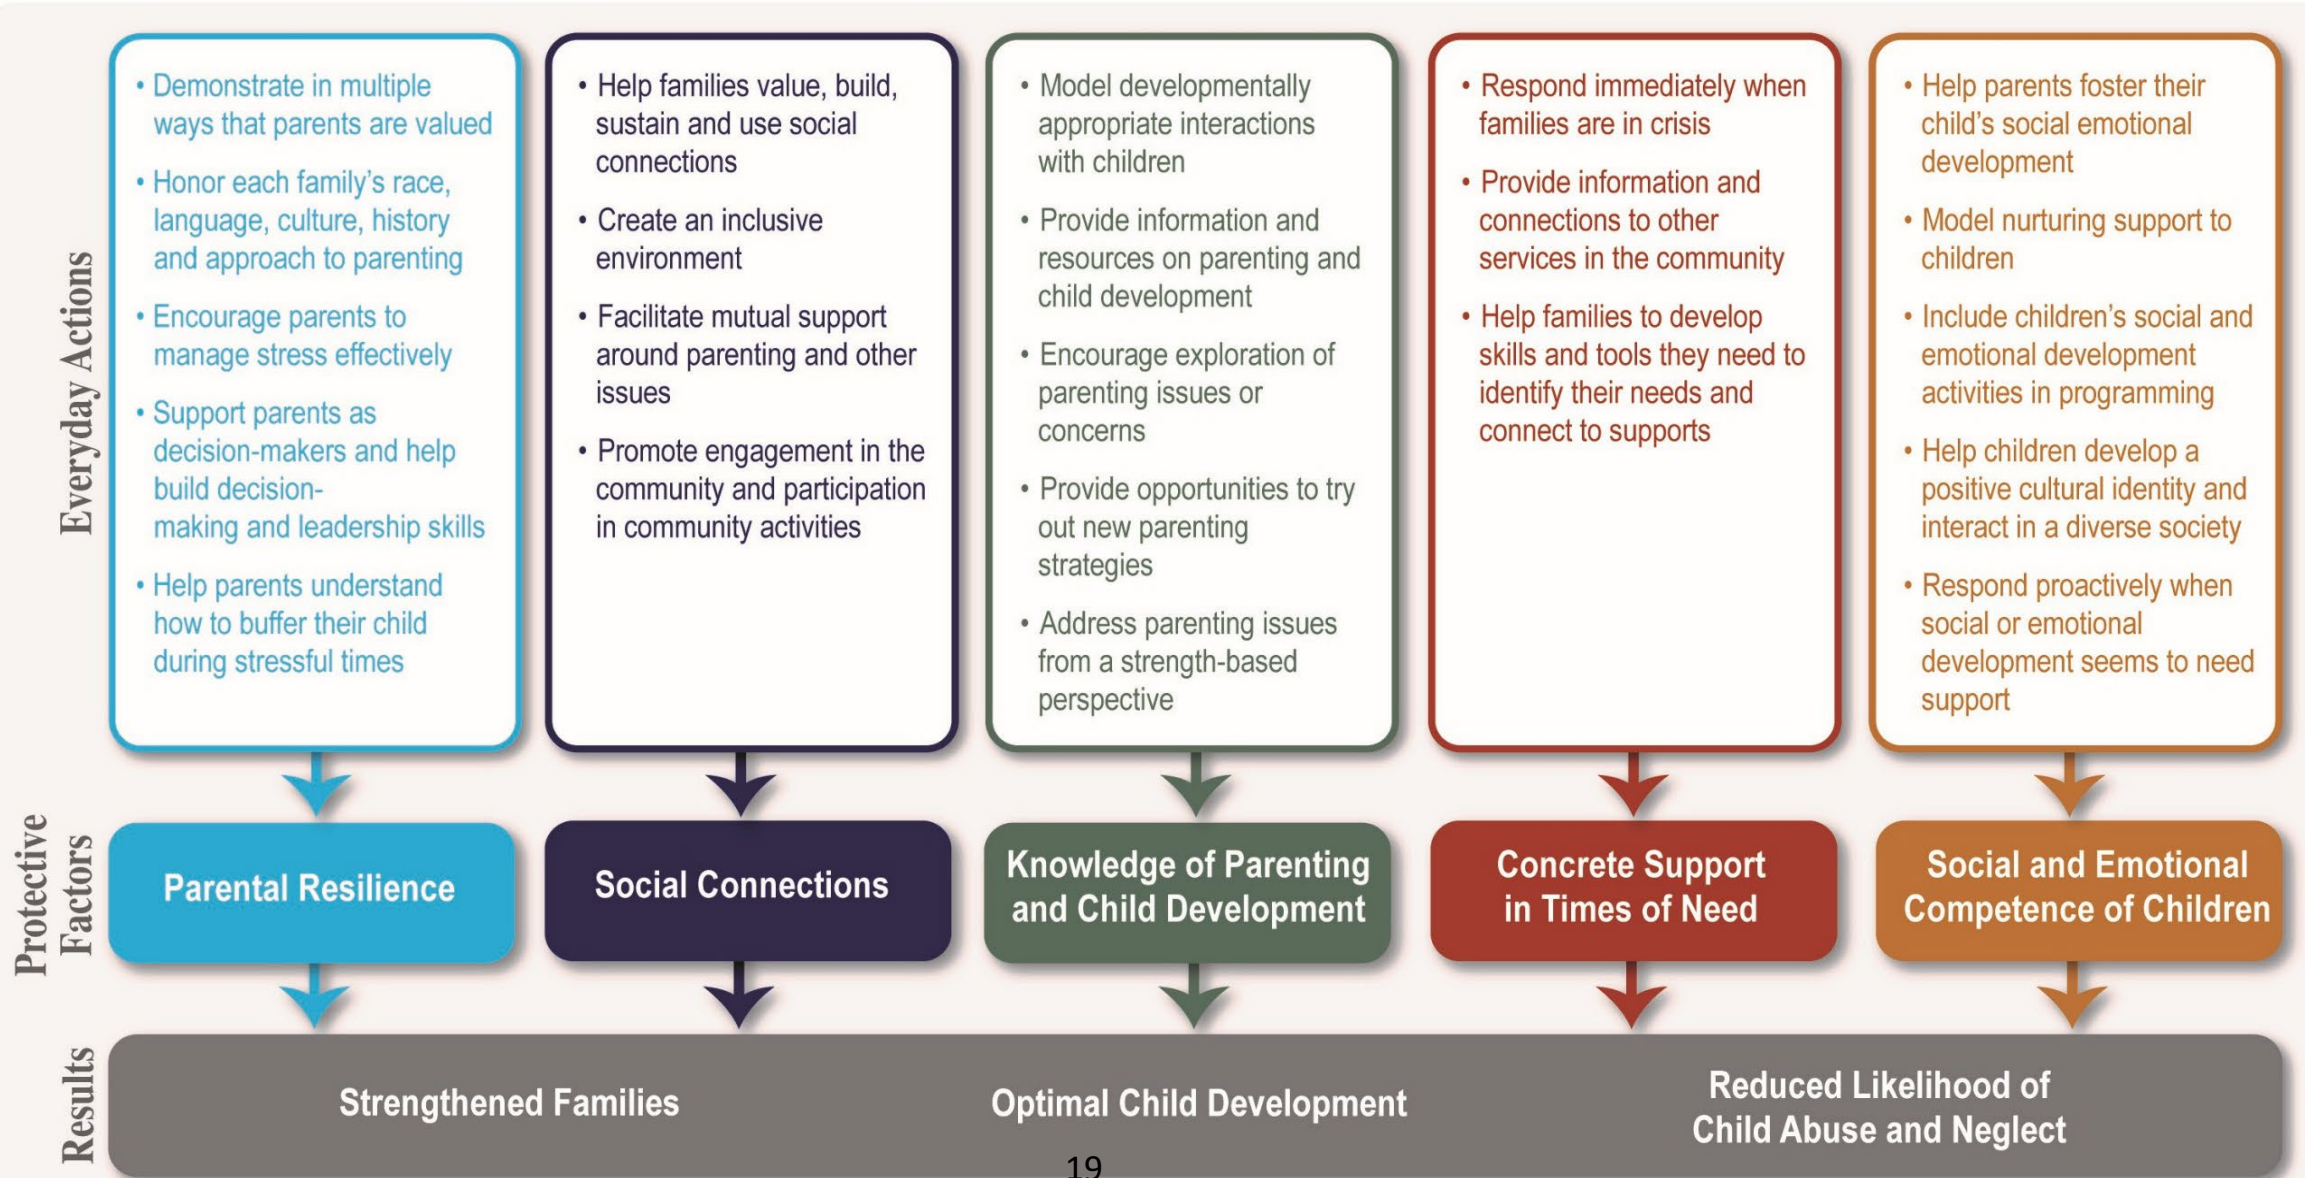 Everyday Actions
• Demonstrate in multiple
ways that parents are valued
• Honor each family’s race,
language, culture, history
and approach to parenting
• Encourage parents to
manage stress effectively
• Support parents as
decision-makers and help
build decision-
making and leadership skills
• Help parents understand
how to buffer their child
during stressful times
• Help families value, build,
sustain and use social
connections
• Create an inclusive
environment
• Facilitate mutual support
around parenting and other
issues
• Promote engagement in the
community and participation
in community activities
• Model developmentally
appropriate interactions
with children
• Provide information and
resources on parenting and
child development
• Encourage exploration of
parenting issues or
concerns
• Provide opportunities to try
out new parenting
strategies
• Address parenting issues
from a strength-based
perspective
• Respond immediately when
families are in crisis
• Provide information and
connections to other
services in the community
• Help families to develop
skills and tools they need to
identify their needs and
connect to supports
• Help parents foster their
child’s social emotional
development
• Model nurturing support to
children
• Include children’s social and
emotional development
activities in programming
• Help children develop a
positive cultural identity and
interact in a diverse society
• Respond proactively when
social or emotional
development seems to need
support
Protective
Factors
Parental Resilience
Social Connections
Knowledge of Parenting
and Child Development
Concrete Support
in Times of Need
Social and Emotional
Competence of Children
Results
Strengthened Families
Optimal Child Development
Reduced Likelihood of
Child Abuse and Neglect
19